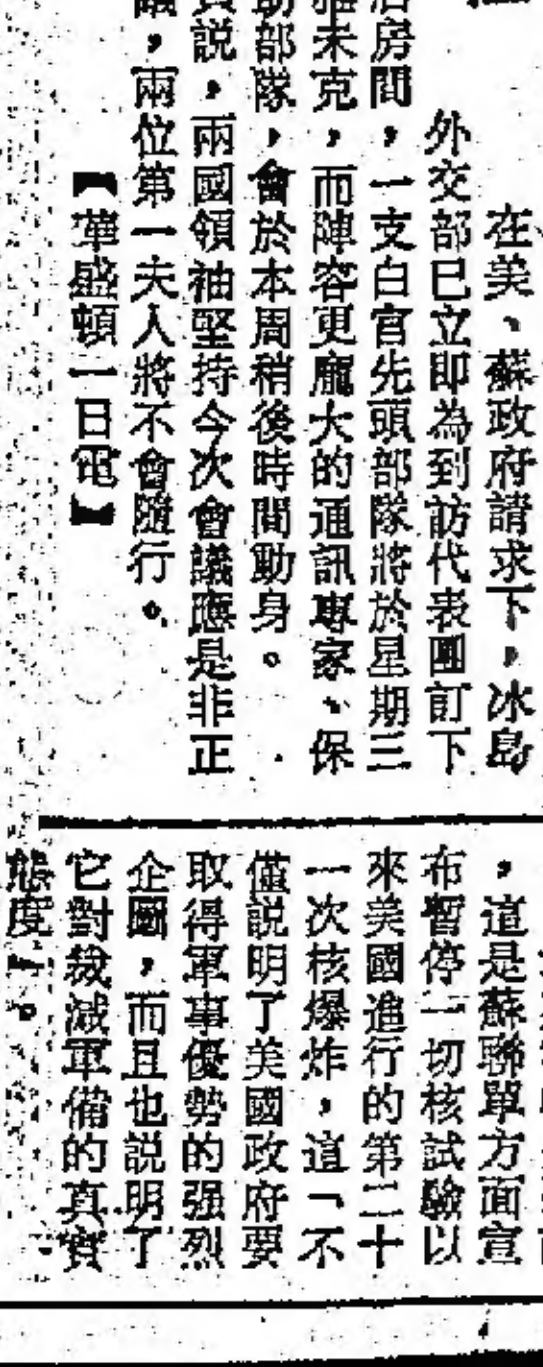 在美、蘇政府請求下，冰島
外交部已立即為到訪代表團訂下
房間，一支白宮先頭部隊將於星期三
未克，而陣容更龐大的通訊專家、保
部隊，會於本周稍後時間動身。
説，兩國領袖堅持今次會議應是非正
，兩位第一夫人將不會隨行。
【華盛頓一日電】
，這是蘇聯單方面宣
布暫停一切核試驗以
來美國進行的第二十
一次核爆炸，這「不
僅説明了美國政府要
取得軍事優勢的强烈
企圖，而且也説明了
它對裁減軍備的真實
態度」。